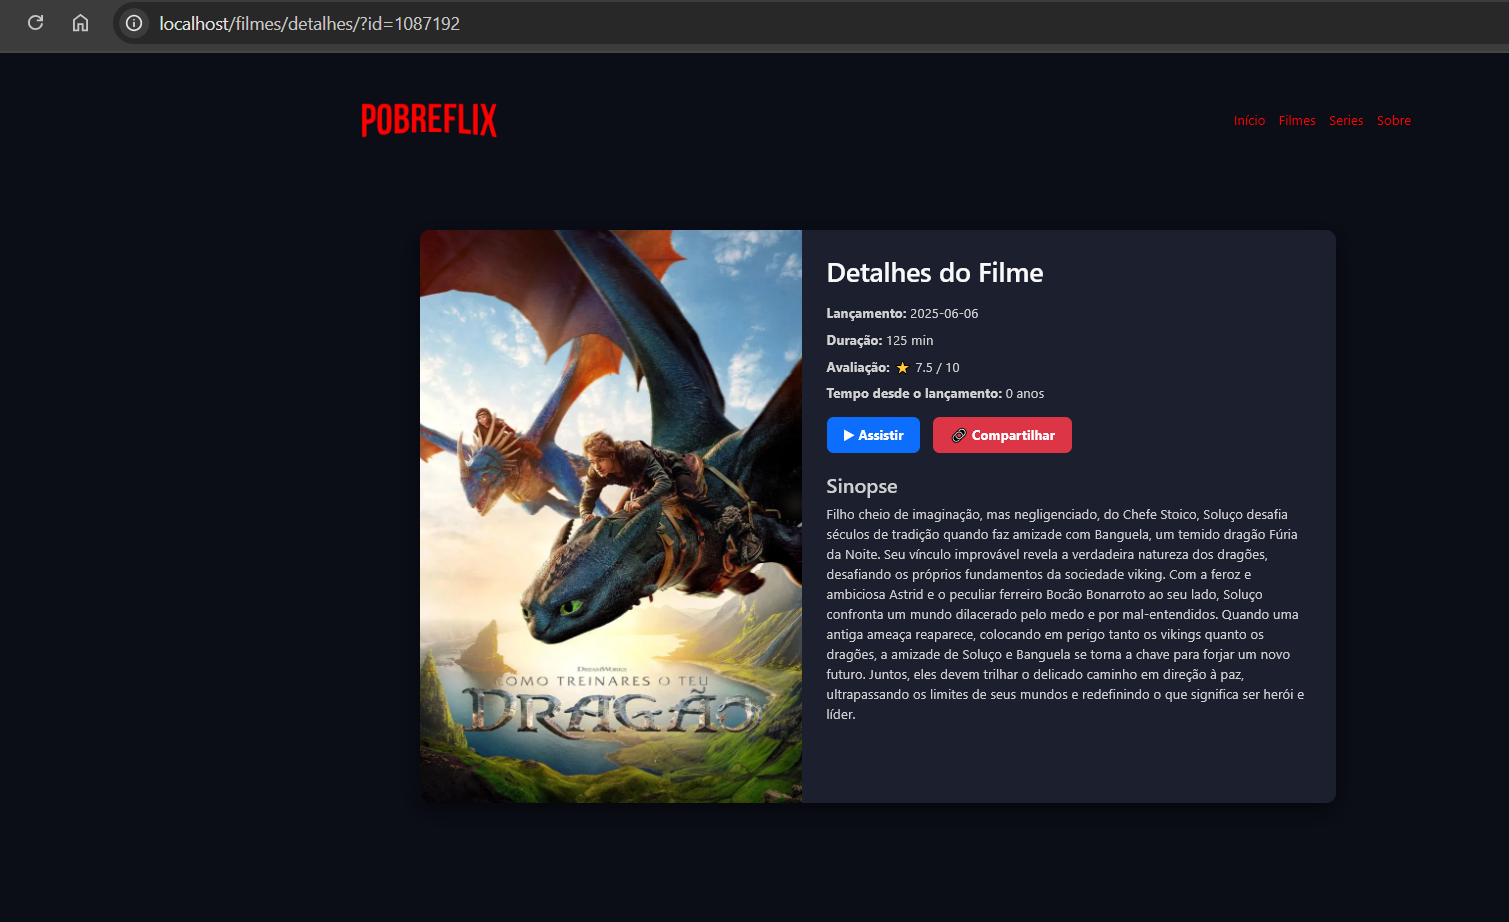 localhost/filmes/detalhes/?id=1087192
POBREFLIX
Início Filmes Series Sobre
Detalhes do Filme
Lançamento: 2025-06-06
Duração: 125 min
Avaliação: ⭐ 7.5 / 10
Tempo desde o lançamento: 0 anos
▶ Assistir 🔗 Compartilhar
Sinopse
Filho cheio de imaginação, mas negligenciado, do Chefe Stoico, Soluço desafia
séculos de tradição quando faz amizade com Banguela, um temido dragão Fúria
da Noite. Seu vínculo improvável revela a verdadeira natureza dos dragões,
desafiando os próprios fundamentos da sociedade viking. Com a feroz e
ambiciosa Astrid e o peculiar ferreiro Bocão Bonarroto ao seu lado, Soluço
confronta um mundo dilacerado pelo medo e por mal-entendidos. Quando uma
antiga ameaça reaparece, colocando em perigo tanto os vikings quanto os
dragões, a amizade de Soluço e Banguela se torna a chave para forjar um novo
futuro. Juntos, eles devem trilhar o delicado caminho em direção à paz,
ultrapassando os limites de seus mundos e redefinindo o que significa ser herói e
líder.
DREAMWORKS
COMO TREINARES O TEU
DRAGÃO